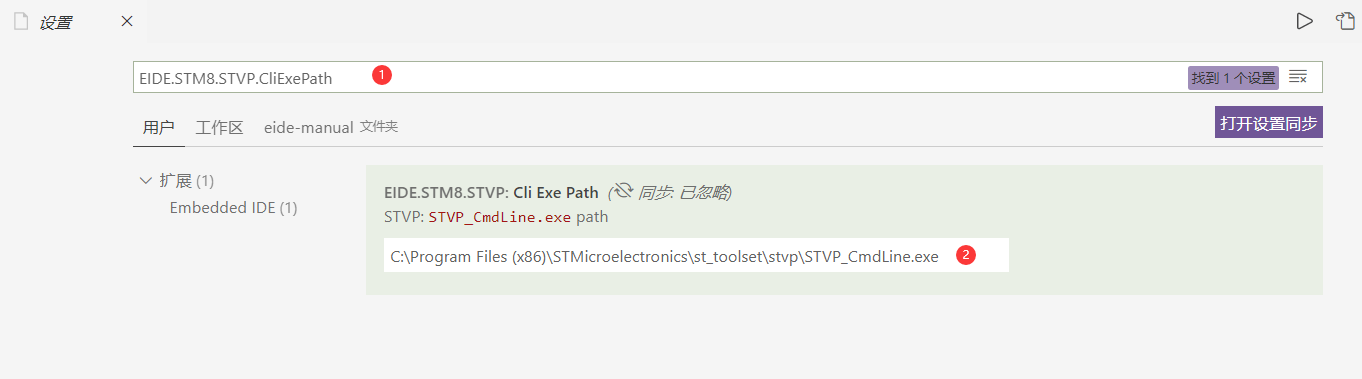 设置
EIDE.STM8.STVP.CliExePath 1 找到 1 个设置
用户 工作区 eide-manual 文件夹 打开设置同步
扩展 (1)
Embedded IDE (1)
EIDE.STM8.STVP: Cli Exe Path (同步: 已忽略)
STVP: STVP_CmdLine.exe path
C:\Program Files (x86)\STMicroelectronics\st_toolset\stvp\STVP_CmdLine.exe 2